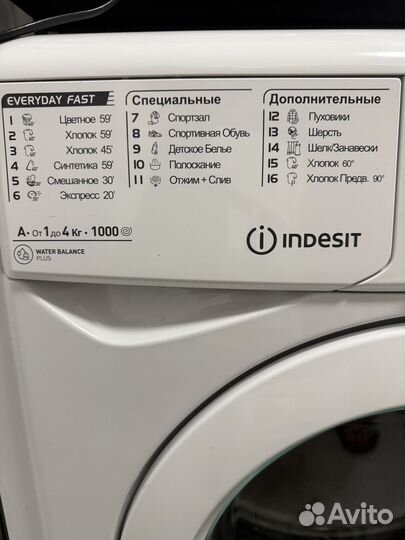 EVERYDAY FAST
1 Цветное 59'
2 Хлопок 59'
3 Хлопок 45'
4 Синтетика 59'
5 Смешанное 30'
6 Экспресс 20'
Специальные
7 Спортзал
8 Спортивная Обувь
9 Детское Белье
10 Полоскание
11 Отжим + Слив
Дополнительные
12 Пуховики
13 Шерсть
14 Шелк/Занавески
15 Хлопок 60°
16 Хлопок Предв. 90°
A • От 1 до 4 Кг • 1000
WATER BALANCE
PLUS
INDESIT
Avito